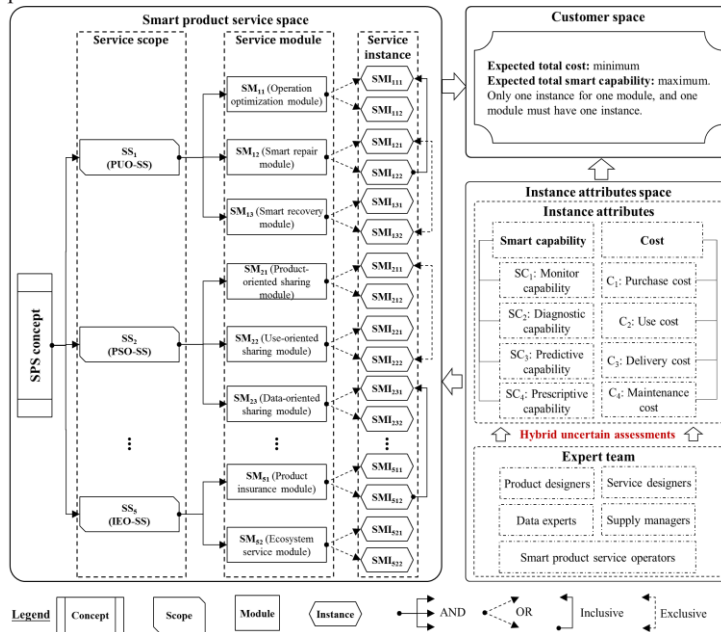 Smart product service space
Service scope
Service module
Service
instance
SPS concept
SS₁
(PUO-SS)
SS₂
(PSO-SS)
⋮
SS₅
(IEO-SS)
SM₁₁ (Operation
optimization module)
SM₁₂ (Smart repair
module)
SM₁₃ (Smart recovery
module)
SM₂₁ (Product-
oriented sharing
module)
SM₂₂ (Use-oriented
sharing module)
SM₂₃ (Data-oriented
sharing module)
⋮
SM₅₁ (Product
insurance module)
SM₅₂ (Ecosystem
service module)
SMI₁₁₁
SMI₁₁₂
SMI₁₂₁
SMI₁₂₂
SMI₁₃₁
SMI₁₃₂
SMI₂₁₁
SMI₂₁₂
SMI₂₂₁
SMI₂₂₂
SMI₂₃₁
SMI₂₃₂
⋮
SMI₅₁₁
SMI₅₁₂
SMI₅₂₁
SMI₅₂₂
Customer space
Expected total cost: minimum
Expected total smart capability: maximum.
Only one instance for one module, and one
module must have one instance.
Instance attributes space
Instance attributes
Smart capability
SC₁: Monitor
capability
SC₂: Diagnostic
capability
SC₃: Predictive
capability
SC₄: Prescriptive
capability
Cost
C₁: Purchase cost
C₂: Use cost
C₃: Delivery cost
C₄: Maintenance
cost
Hybrid uncertain assessments
Expert team
Product designers
Service designers
Data experts
Supply managers
Smart product service operators
Legend
Concept
Scope
Module
Instance
AND
OR
Inclusive
Exclusive